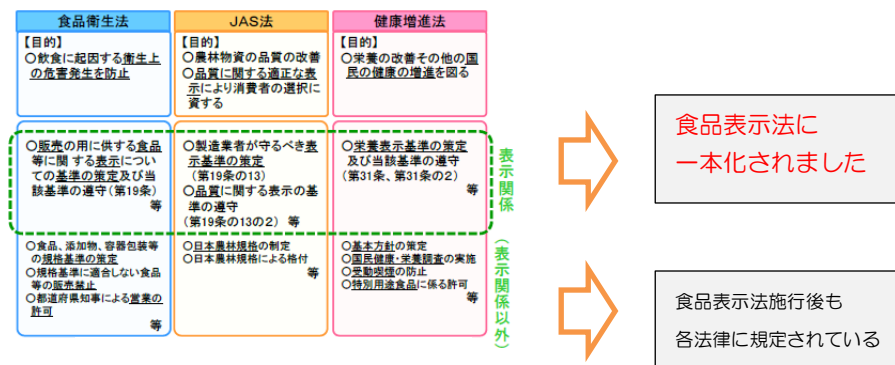 食品衛生法
【目的】
○飲食に起因する衛生上
の危害発生を防止
○販売の用に供する食品
等に関 する表示につい
ての基準の策定及び当
該基準の遵守(第19条)
等
○食品、添加物、容器包装等
の規格基準の策定
○規格基準に適合しない食品
等の販売禁止
○都道府県知事による営業の
許可
等
JAS法
【目的】
○農林物資の品質の改善
○品質に関する適正な表
示により消費者の選択に
資する
○製造業者が守るべき表
示基準の策定
(第19条の13)
○品質に関する表示の基
準の遵守
(第19条の13の2) 等
○日本農林規格の制定
○日本農林規格による格付
等
健康増進法
【目的】
○栄養の改善その他の国
民の健康の増進を図る
○栄養表示基準の策定
及び当該基準の遵守
(第31条、第31条の2)
等
○基本方針の策定
○国民健康・栄養調査の実施
○受動喫煙の防止
○特別用途食品に係る許可
等
表示関係
(表示関係以外)
食品表示法に
一本化されました
食品表示法施行後も
各法律に規定されている